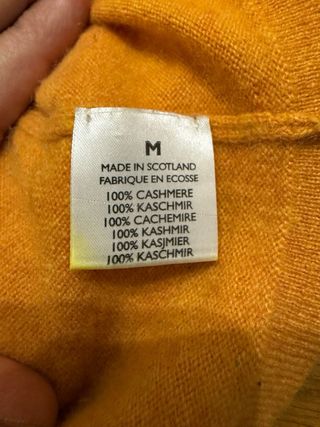 M
MADE IN SCOTLAND
FABRIQUE EN ECOSSE
100% CASHMERE
100% KASCHMIR
100% CACHEMIRE
100% KASHMIR
100% KASJMIER
100% KASCHMIR